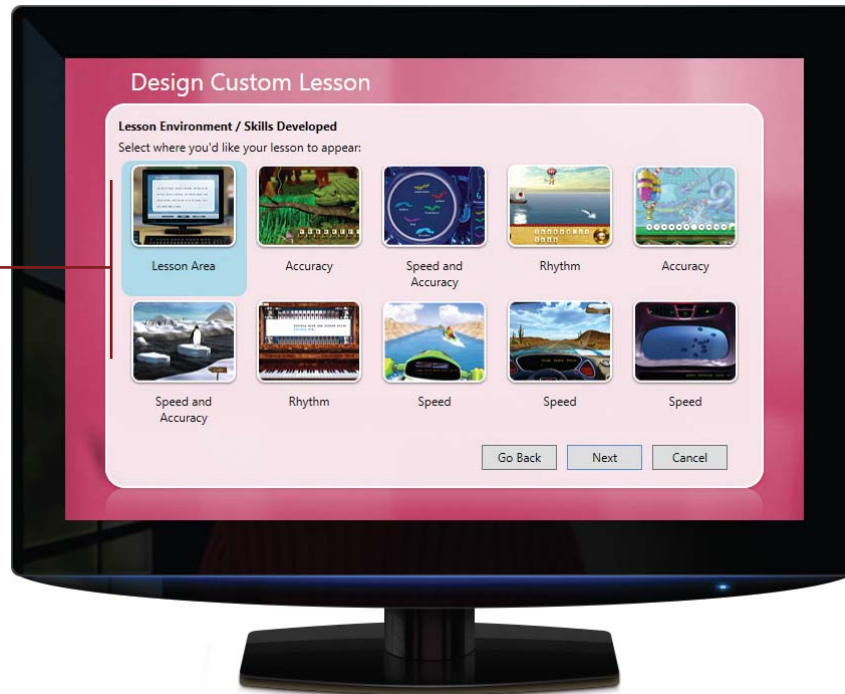 Design Custom Lesson
Lesson Environment / Skills Developed
Select where you'd like your lesson to appear:
Lesson Area
Accuracy
Speed and
Accuracy
Rhythm
Accuracy
Speed and
Accuracy
Rhythm
Speed
Speed
Speed
Go Back
Next
Cancel